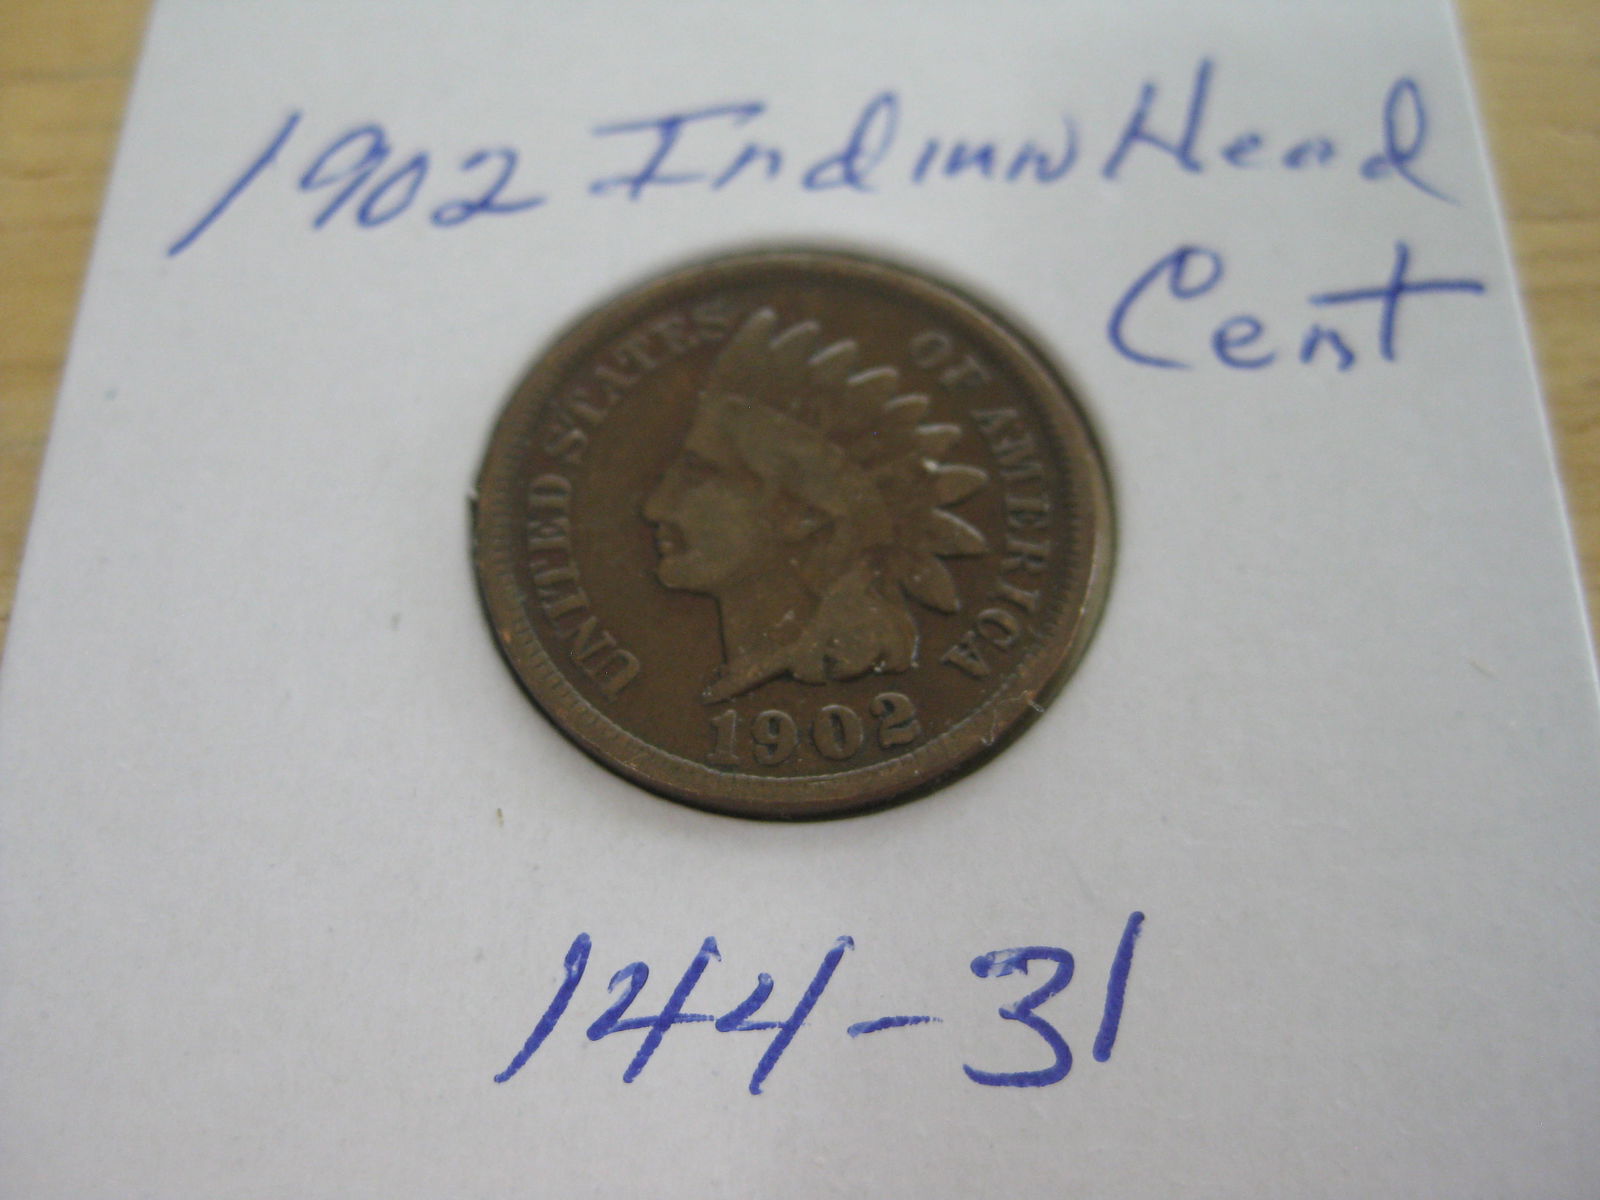 1902 Indian Head
Cent
UNITED STATES OF AMERICA
1902
144-31